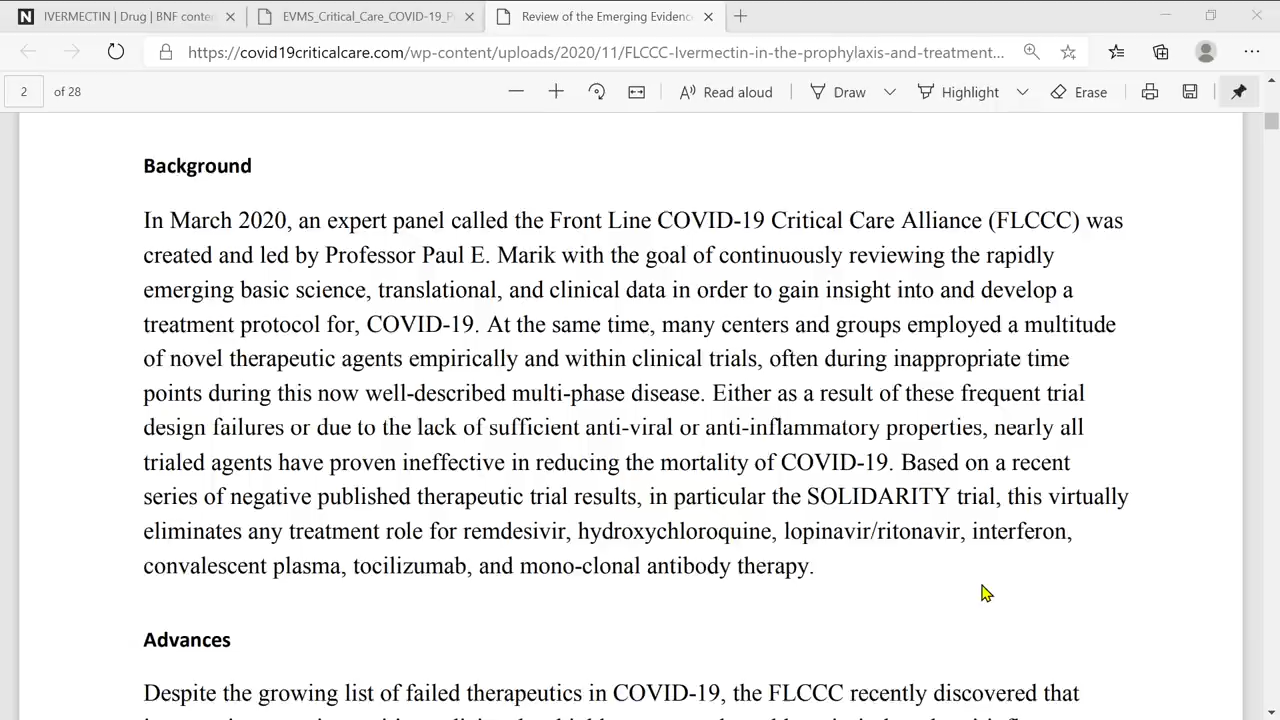 IVERMECTIN | Drug | BNF conter
EVMS_Critical_Care_COVID-19_P
Review of the Emerging Evidenc
https://covid19criticalcare.com/wp-content/uploads/2020/11/FLCCC-Ivermectin-in-the-prophylaxis-and-treatment...
2 of 28
Read aloud
Draw
Highlight
Erase
Background
In March 2020, an expert panel called the Front Line COVID-19 Critical Care Alliance (FLCCC) was
created and led by Professor Paul E. Marik with the goal of continuously reviewing the rapidly
emerging basic science, translational, and clinical data in order to gain insight into and develop a
treatment protocol for, COVID-19. At the same time, many centers and groups employed a multitude
of novel therapeutic agents empirically and within clinical trials, often during inappropriate time
points during this now well-described multi-phase disease. Either as a result of these frequent trial
design failures or due to the lack of sufficient anti-viral or anti-inflammatory properties, nearly all
trialed agents have proven ineffective in reducing the mortality of COVID-19. Based on a recent
series of negative published therapeutic trial results, in particular the SOLIDARITY trial, this virtually
eliminates any treatment role for remdesivir, hydroxychloroquine, lopinavir/ritonavir, interferon,
convalescent plasma, tocilizumab, and mono-clonal antibody therapy.
Advances
Despite the growing list of failed therapeutics in COVID-19, the FLCCC recently discovered that